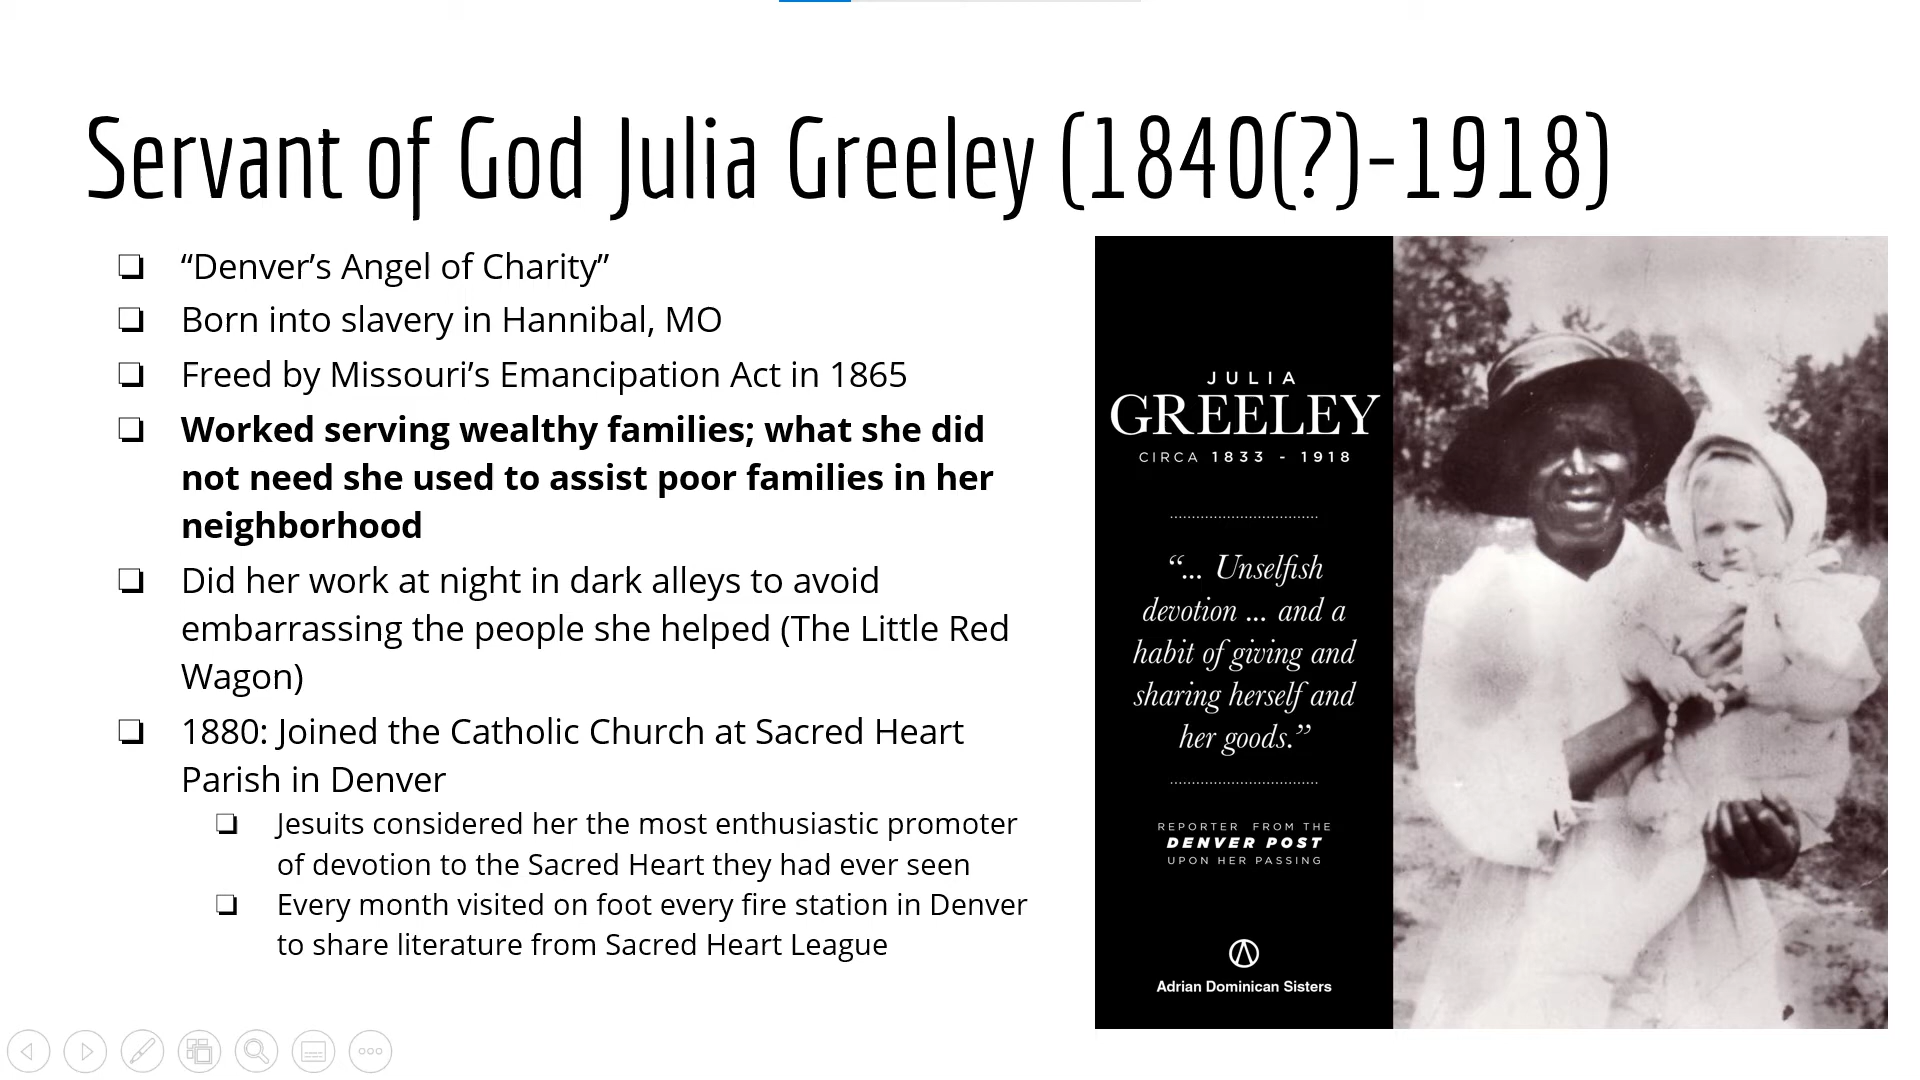 Servant of God Julia Greeley (1840(?)-1918)
“Denver’s Angel of Charity”
Born into slavery in Hannibal, MO
Freed by Missouri’s Emancipation Act in 1865
Worked serving wealthy families; what she did
not need she used to assist poor families in her
neighborhood
Did her work at night in dark alleys to avoid
embarrassing the people she helped (The Little Red
Wagon)
1880: Joined the Catholic Church at Sacred Heart
Parish in Denver
Jesuits considered her the most enthusiastic promoter
of devotion to the Sacred Heart they had ever seen
Every month visited on foot every fire station in Denver
to share literature from Sacred Heart League
JULIA
GREELEY
CIRCA 1833 - 1918
“... Unselfish
devotion ... and a
habit of giving and
sharing herself and
her goods.”
REPORTER FROM THE
DENVER POST
UPON HER PASSING
Adrian Dominican Sisters